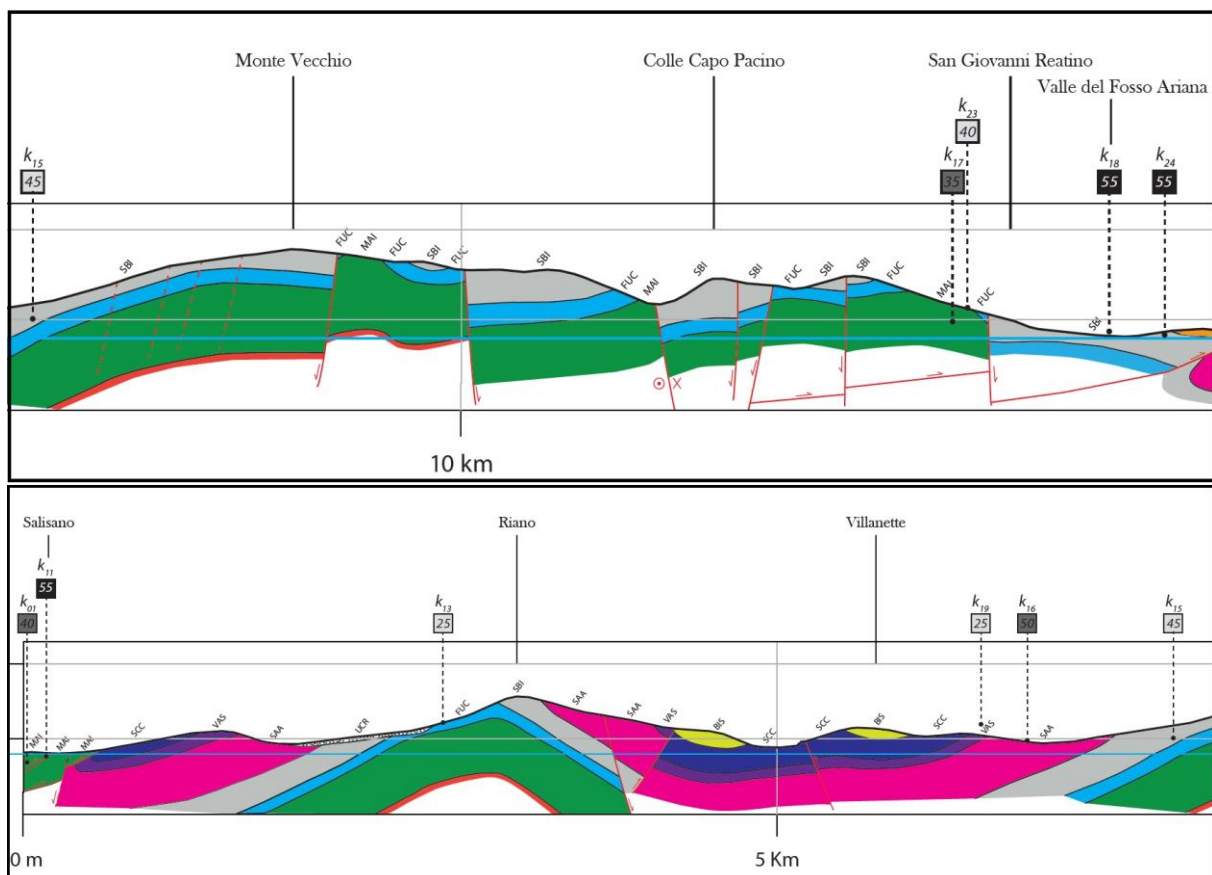 Monte Vecchio
Colle Capo Pacino
San Giovanni Reatino
Valle del Fosso Ariana
k23
40
k15
45
k17
35
k18
55
k24
55
SBI
FUC
MAI
FUC
SBI
FUC
SBI
FUC
MAI
SBI
SBI
FUC
SBI
SBI
FUC
MAI
FUC
SBI
X
10 km
Salisano
Riano
Villanette
k11
55
k01
40
k13
25
k19
25
k16
50
k15
45
MAI
MAI
MAI
SCC
VAS
SAA
UCR
FUC
SBI
SAA
SAA
VAS
BIS
SCC
SCC
BIS
SCC
VAS
SAA
0 m
5 Km